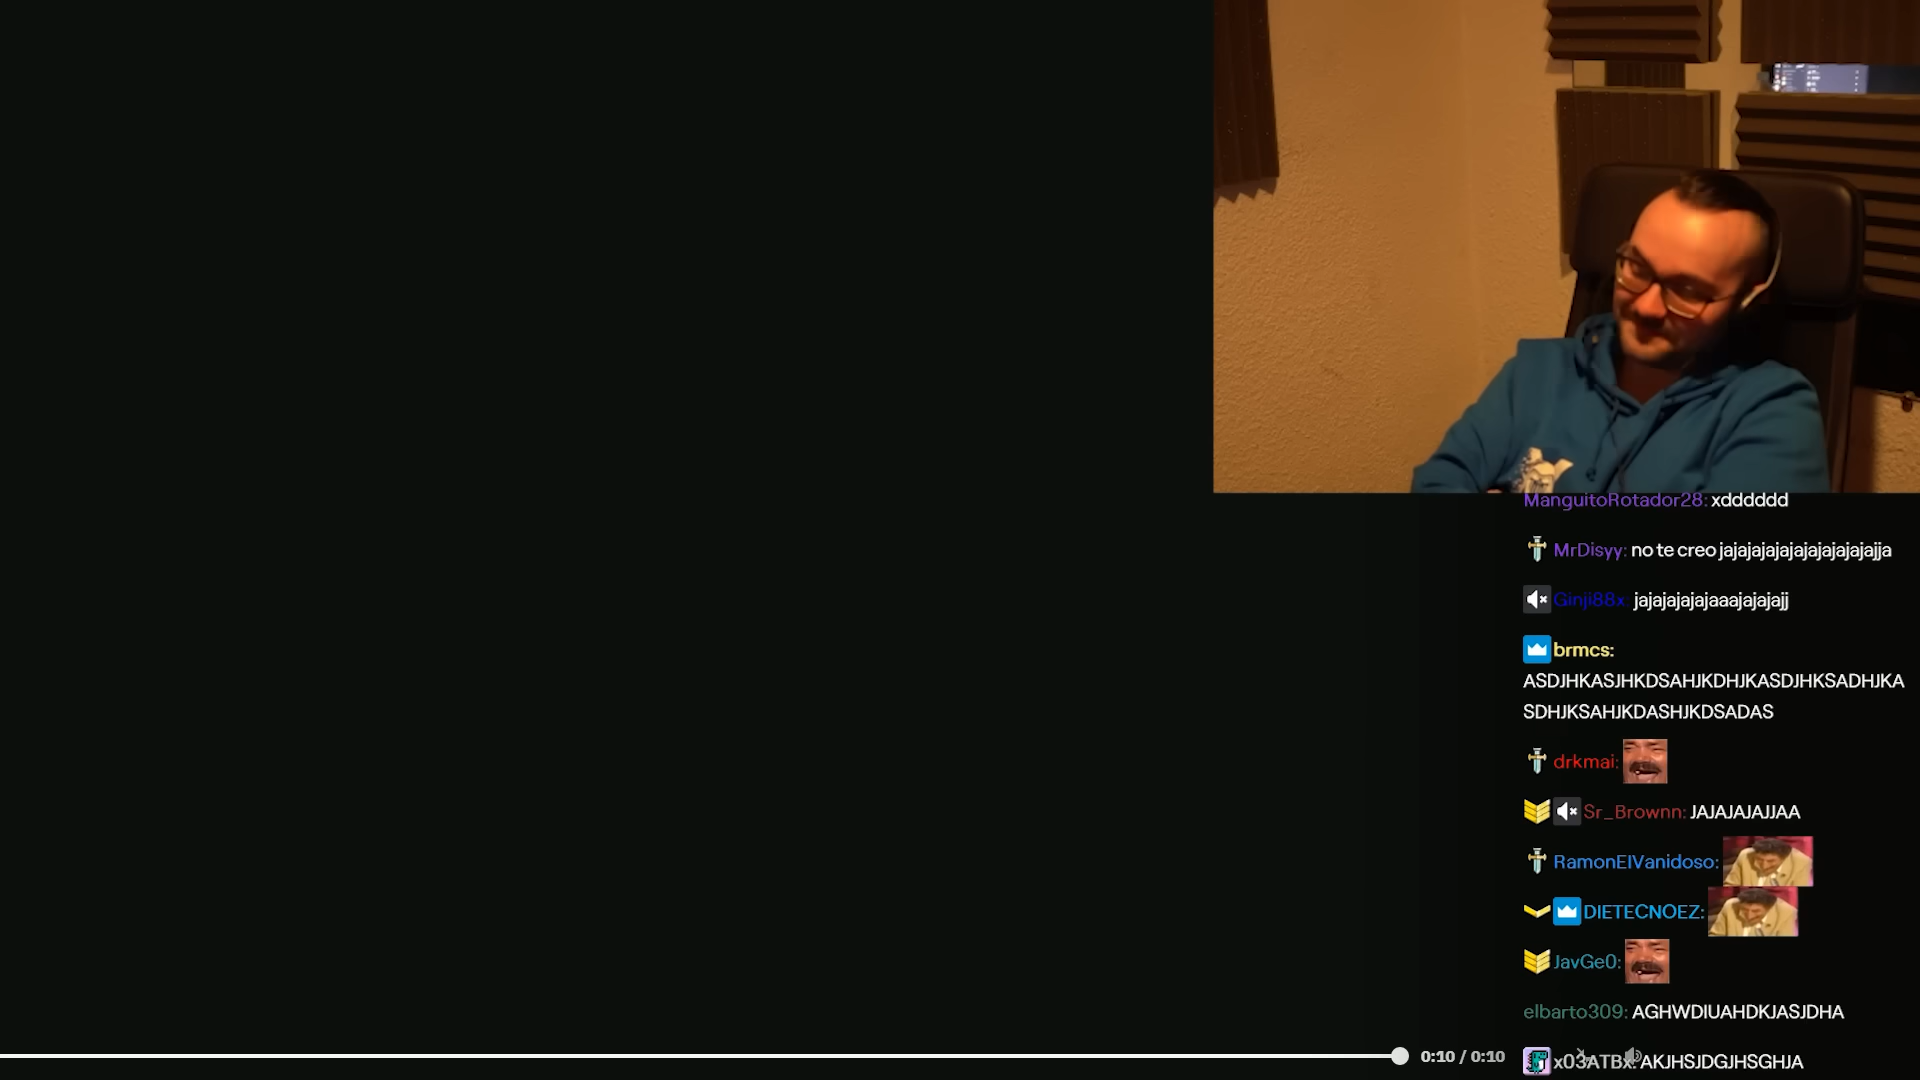 ManguitoRotador28: xdddddd
MrDisyy: no te creo jajajajajajajajajajajja
Ginji88x: jajajajajajaaajajajajj
brmcs:
ASDJHKASJHKDSAHJKDHJKASDJHKSADHJKA
SDHJKSAHJKDASHJKDSADAS
drkmai:
Sr_Brownn: JAJAJAJAJJAA
RamonElVanidoso:
DIETECNOEZ:
JavGe0:
elbarto309: AGHWDIUAHDKJASJDHA
0:10 / 0:10
x03ATBx: AKJHSJDGJHSGHJA